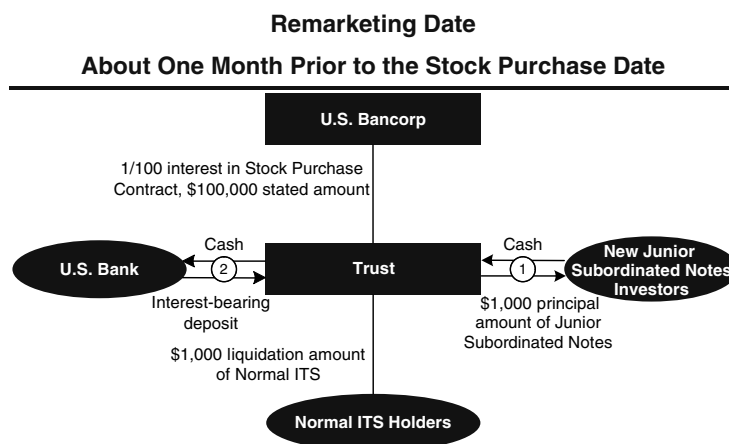 Remarketing Date
About One Month Prior to the Stock Purchase Date
U.S. Bancorp
1/100 interest in Stock Purchase
Contract, $100,000 stated amount
Cash
Cash
U.S. Bank
2
Trust
1
New Junior
Subordinated Notes
Investors
Interest-bearing
deposit
$1,000 principal
amount of Junior
Subordinated Notes
$1,000 liquidation amount
of Normal ITS
Normal ITS Holders